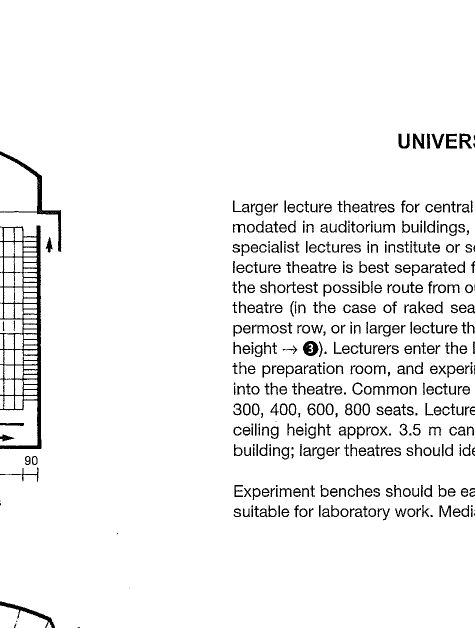 UNIVERS
Larger lecture theatres for central
modated in auditorium buildings,
specialist lectures in institute or s
lecture theatre is best separated f
the shortest possible route from o
theatre (in the case of raked sea
permost row, or in larger lecture th
height → ❸). Lecturers enter the l
the preparation room, and experi
into the theatre. Common lecture
300, 400, 600, 800 seats. Lecture
ceiling height approx. 3.5 m can
building; larger theatres should ide
90
Experiment benches should be ea
suitable for laboratory work. Medi